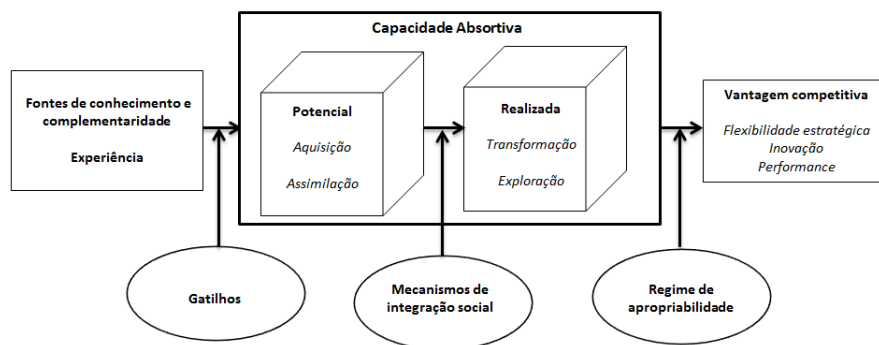 Capacidade Absortiva
Fontes de conhecimento e
complementaridade
Experiência
Potencial
Aquisição
Assimilação
Realizada
Transformação
Exploração
Vantagem competitiva
Flexibilidade estratégica
Inovação
Performance
Gatilhos
Mecanismos de
integração social
Regime de
apropriabilidade